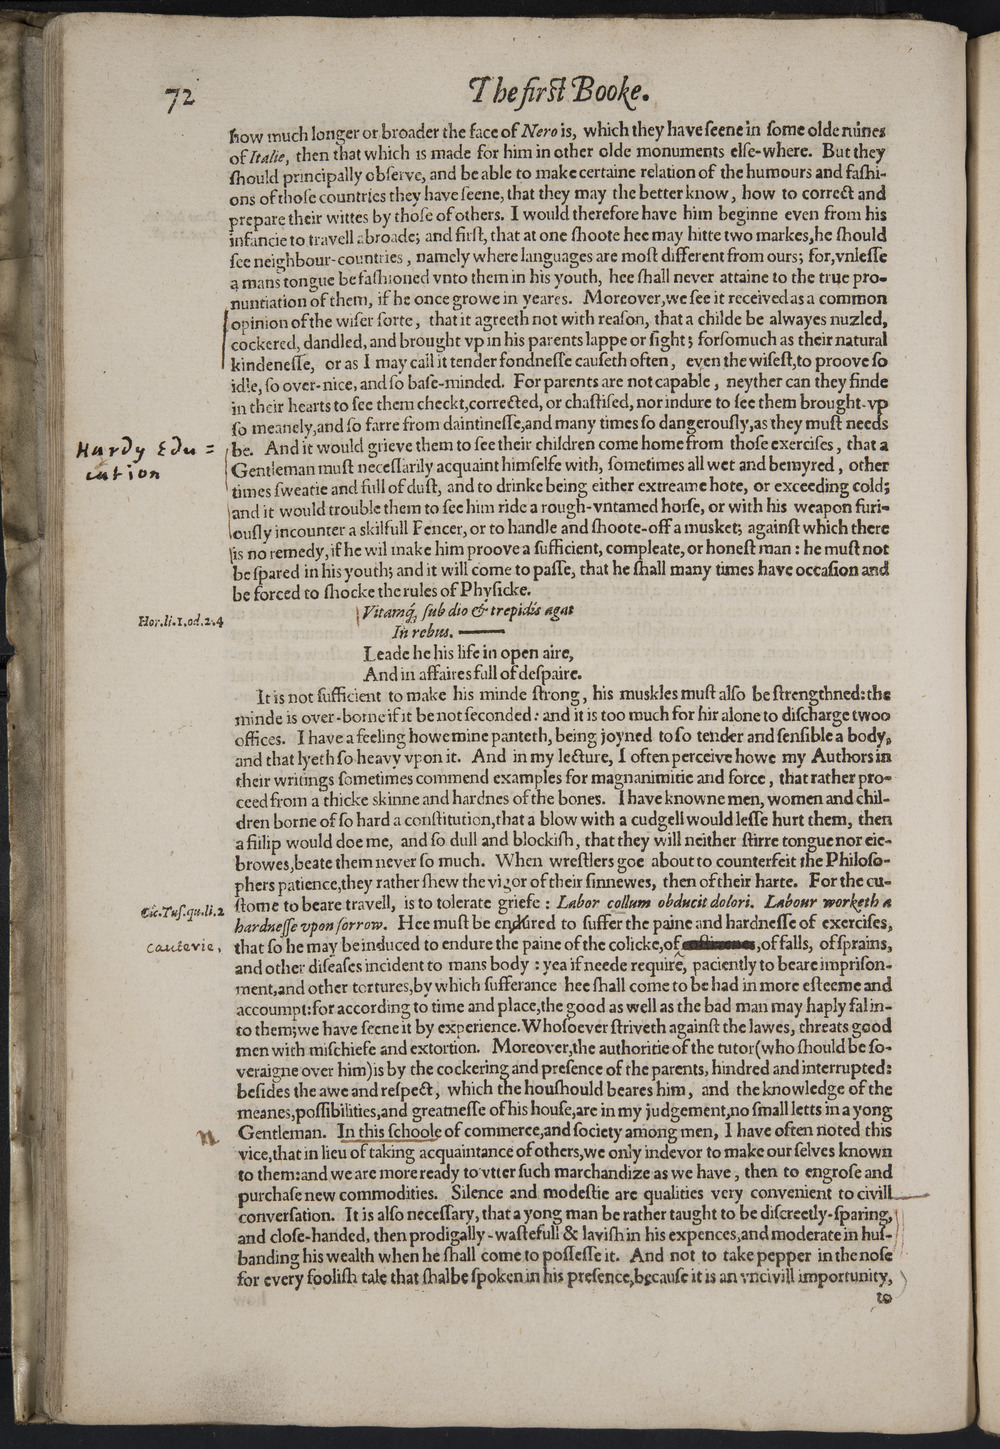 72
The firſt Booke.
how much longer or broader the face of Nero is, which they have ſeene in ſome olde ruines
of Italie, then that which is made for him in other olde monuments elſe-where. But they
ſhould principally obſerve, and be able to make certaine relation of the humours and faſhi-
ons of thoſe countries they have ſeene, that they may the better know, how to correct and
prepare their wittes by thoſe of others. I would therefore have him beginne even from his
infancie to travell abroade; and firſt, that at one ſhoote hee may hitte two markes, he ſhould
ſee neighbour-countries, namely where languages are moſt different from ours; for, vnleſſe
a mans tongue be faſhioned vnto them in his youth, hee ſhall never attaine to the true pro-
nuntiation of them, if he once growe in yeares. Moreover, we ſee it received as a common
opinion of the wiſer ſorte, that it agreeth not with reaſon, that a childe be alwayes nuzled,
cockered, dandled, and brought vp in his parents lappe or ſight; forſomuch as their natural
kindeneſſe, or as I may call it tender fondneſſe cauſeth often, even the wiſeſt, to proove ſo
idle, ſo over-nice, and ſo baſe-minded. For parents are not capable, neyther can they finde
in their hearts to ſee them checkt, corrected, or chaſtiſed, nor indure to ſee them brought-vp
ſo meanely, and ſo farre from daintineſſe, and many times ſo dangerouſly, as they muſt needs
Hardy Edu =
cation
be. And it would grieve them to ſee their children come home from thoſe exerciſes, that a
Gentleman muſt neceſſarily acquaint himſelfe with, ſometimes all wet and bemyred, other
times ſweatie and full of duſt, and to drinke being either extreame hote, or exceeding cold;
and it would trouble them to ſee him ride a rough-vntamed horſe, or with his weapon furi-
ouſly incounter a skilfull Fencer, or to handle and ſhoote-off a musket; againſt which there
is no remedy, if he wil make him proove a ſufficient, compleate, or honeſt man: he muſt not
be ſpared in his youth; and it will come to paſſe, that he ſhall many times have occaſion and
be forced to ſhocke the rules of Phyſicke.
Hor. li. 1. od. 2. 4
Vitamq́; ſub dio & trepidis agat
In rebus. ——
Leade he his life in open aire,
And in affaires full of deſpaire.
It is not ſufficient to make his minde ſtrong, his muskles muſt alſo be ſtrengthned: the
minde is over-borne if it be not ſeconded: and it is too much for hir alone to diſcharge twoo
offices. I have a feeling howe mine panteth, being joyned to ſo tender and ſenſible a body,
and that lyeth ſo heavy vpon it. And in my lecture, I often perceive howe my Authors in
their writings ſometimes commend examples for magnanimitie and force, that rather pro-
ceed from a thicke skinne and hardnes of the bones. I have knowne men, women and chil-
dren borne of ſo hard a conſtitution, that a blow with a cudgell would leſſe hurt them, then
a fillip would doe me, and ſo dull and blockiſh, that they will neither ſtirre tongue nor eie-
browes, beate them never ſo much. When wreſtlers goe about to counterfeit the Philoſo-
phers patience, they rather ſhew the vigor of their ſinnewes, then of their harte. For the cu-
Cic. Tuſ. qu. li. 2
ſtome to beare travell, is to tolerate griefe: Labor collum obducit dolori. Labour worketh a
hardneſſe vpon ſorrow. Hee muſt be endured to ſuffer the paine and hardneſſe of exerciſes,
cauterie,
that ſo he may be induced to endure the paine of the colicke, of , of falls, of ſprains,
and other diſeaſes incident to mans body: yea if neede require, paciently to beare impriſon-
ment, and other tortures, by which ſufferance hee ſhall come to be had in more eſteeme and
accoumpt: for according to time and place, the good as well as the bad man may haply fal in-
to them; we have ſeene it by experience. Whoſoever ſtriveth againſt the lawes, threats good
men with miſchiefe and extortion. Moreover, the authoritie of the tutor (who ſhould be ſo-
veraigne over him) is by the cockering and preſence of the parents, hindred and interrupted:
beſides the awe and reſpect, which the houſhould beares him, and the knowledge of the
meanes, poſſibilities, and greatneſſe of his houſe, are in my judgement, no ſmall letts in a yong
n
Gentleman. In this ſchoole of commerce, and ſociety among men, I have often noted this
vice, that in lieu of taking acquaintance of others, we only indevor to make our ſelves known
to them: and we are more ready to vtter ſuch marchandize as we have, then to engroſe and
purchaſe new commodities. Silence and modeſtie are qualities very convenient to civill
converſation. It is alſo neceſſary, that a yong man be rather taught to be diſcreetly-ſparing,
and cloſe-handed, then prodigally-waſtefull & laviſh in his expences, and moderate in huſ-
banding his wealth when he ſhall come to poſſeſſe it. And not to take pepper in the noſe
for every fooliſh tale that ſhalbe ſpoken in his preſence, becauſe it is an vncivill importunity,
to